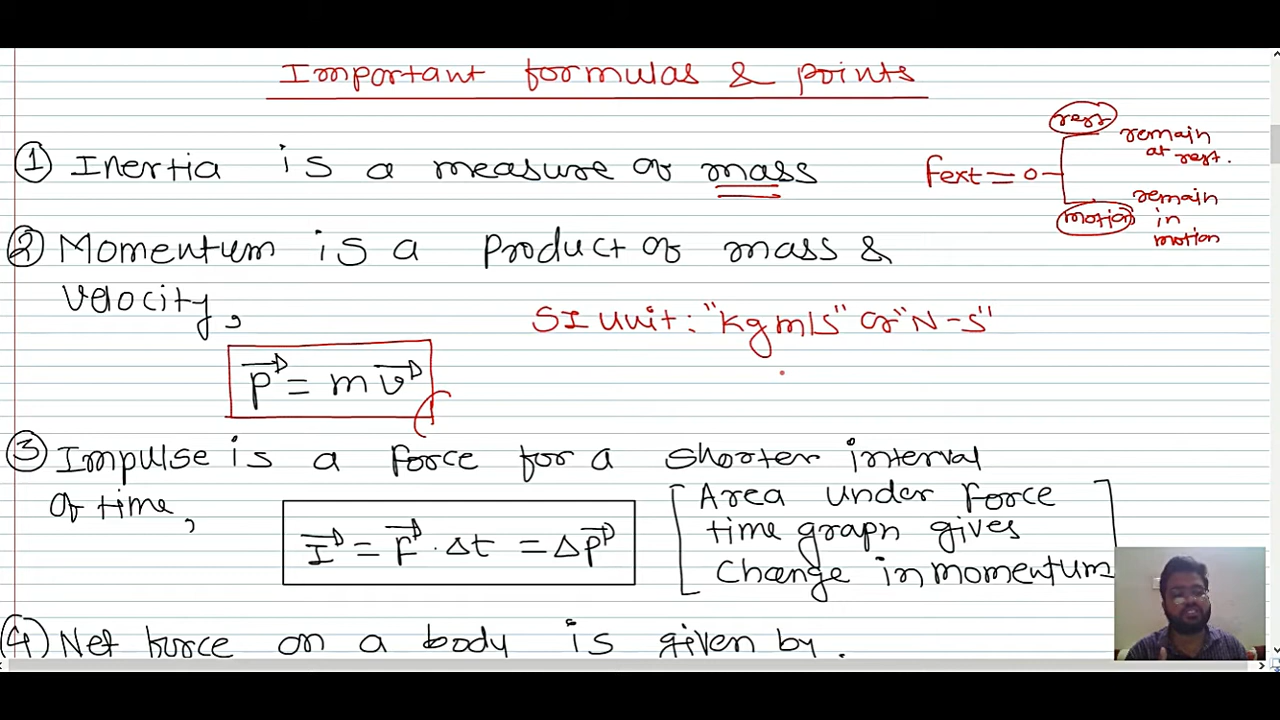 Important formulas & points
① Inertia is a measure of mass
Fext = 0
rest
remain
at rest.
motion
remain
in
motion
② Momentum is a product of mass &
velocity,
SI Unit: "kgm/s" or "N-s"
p⃗ = mv⃗
③ Impulse is a force for a shorter interval
of time,
I⃗ = F⃗ · Δt = Δp⃗
[Area under force
time graph gives
change in momentum
④ Net force on a body is given by.